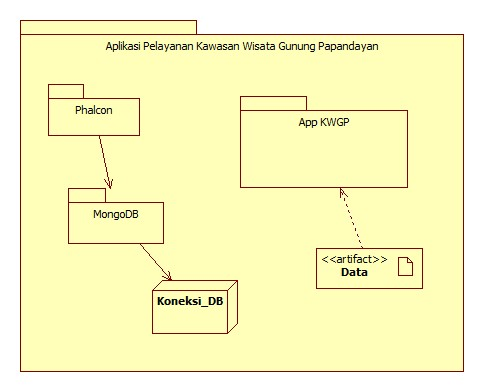 Aplikasi Pelayanan Kawasan Wisata Gunung Papandayan
Phalcon
App KWGP
MongoDB
<<artifact>>
Data
Koneksi_DB